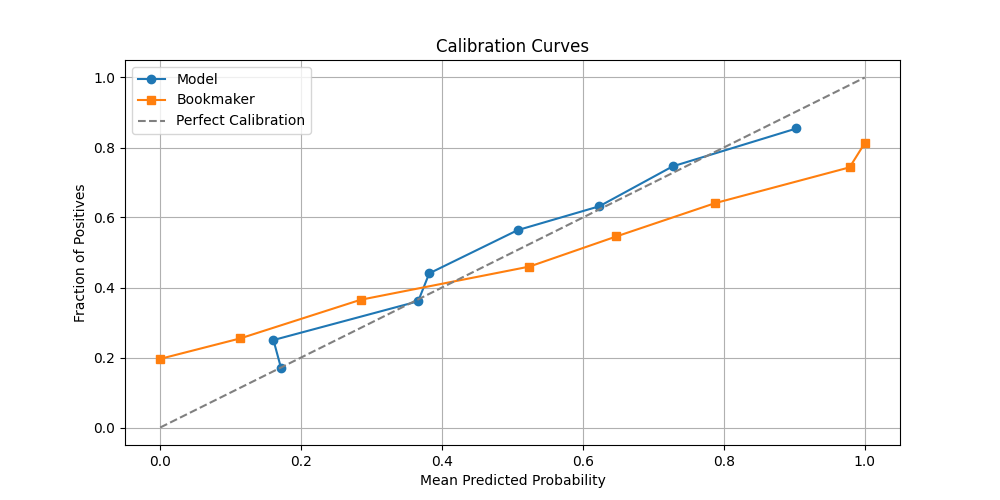 Calibration Curves
Model
Bookmaker
Perfect Calibration
1.0
0.8
0.6
0.4
0.2
0.0
Fraction of Positives
0.0 0.2 0.4 0.6 0.8 1.0
Mean Predicted Probability